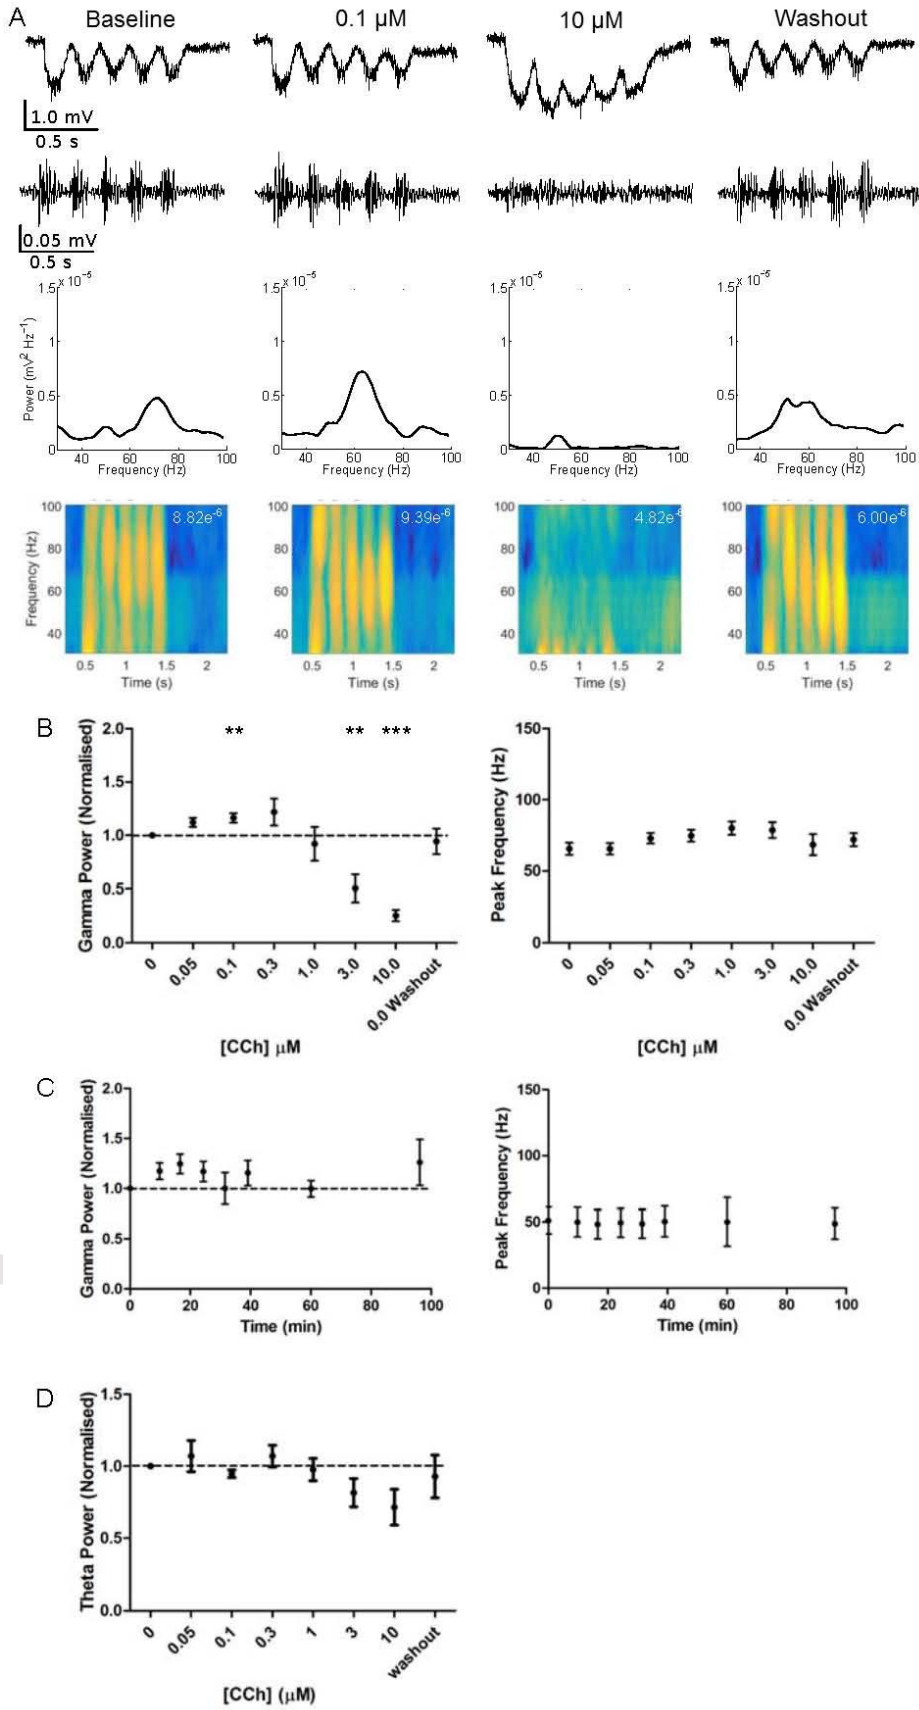 A
Baseline 0.1 µM 10 µM Washout
1.0 mV
0.5 s
0.05 mV
0.5 s
1.5 x 10⁻⁵ 1.5 x 10⁻⁵ 1.5 x 10⁻⁵ 1.5 x 10⁻⁵
1 1 1 1
Power (mV² Hz⁻¹)
0.5 0.5 0.5 0.5
0 0 0 0
40 60 80 100 40 60 80 100 40 60 80 100 40 60 80 100
Frequency (Hz) Frequency (Hz) Frequency (Hz) Frequency (Hz)
100 100 100 100
8.82e⁻⁶ 9.39e⁻⁶ 4.82e⁻⁶ 6.00e⁻⁶
80 80 80 80
Frequency (Hz)
60 60 60 60
40 40 40 40
0.5 1 1.5 2 0.5 1 1.5 2 0.5 1 1.5 2 0.5 1 1.5 2
Time (s) Time (s) Time (s) Time (s)
B
Gamma Power (Normalised)
2.0
1.5
1.0
0.5
0.0
** ** ***
0 0.05 0.1 0.3 1.0 3.0 10.0 0.0 Washout
[CCh] µM
Peak Frequency (Hz)
150
100
50
0
0 0.05 0.1 0.3 1.0 3.0 10.0 0.0 Washout
[CCh] µM
C
Gamma Power (Normalised)
2.0
1.5
1.0
0.5
0.0
0 20 40 60 80 100
Time (min)
Peak Frequency (Hz)
150
100
50
0
0 20 40 60 80 100
Time (min)
D
Theta Power (Normalised)
1.5
1.0
0.5
0.0
0 0.05 0.1 0.3 1 3 10 washout
[CCh] (µM)